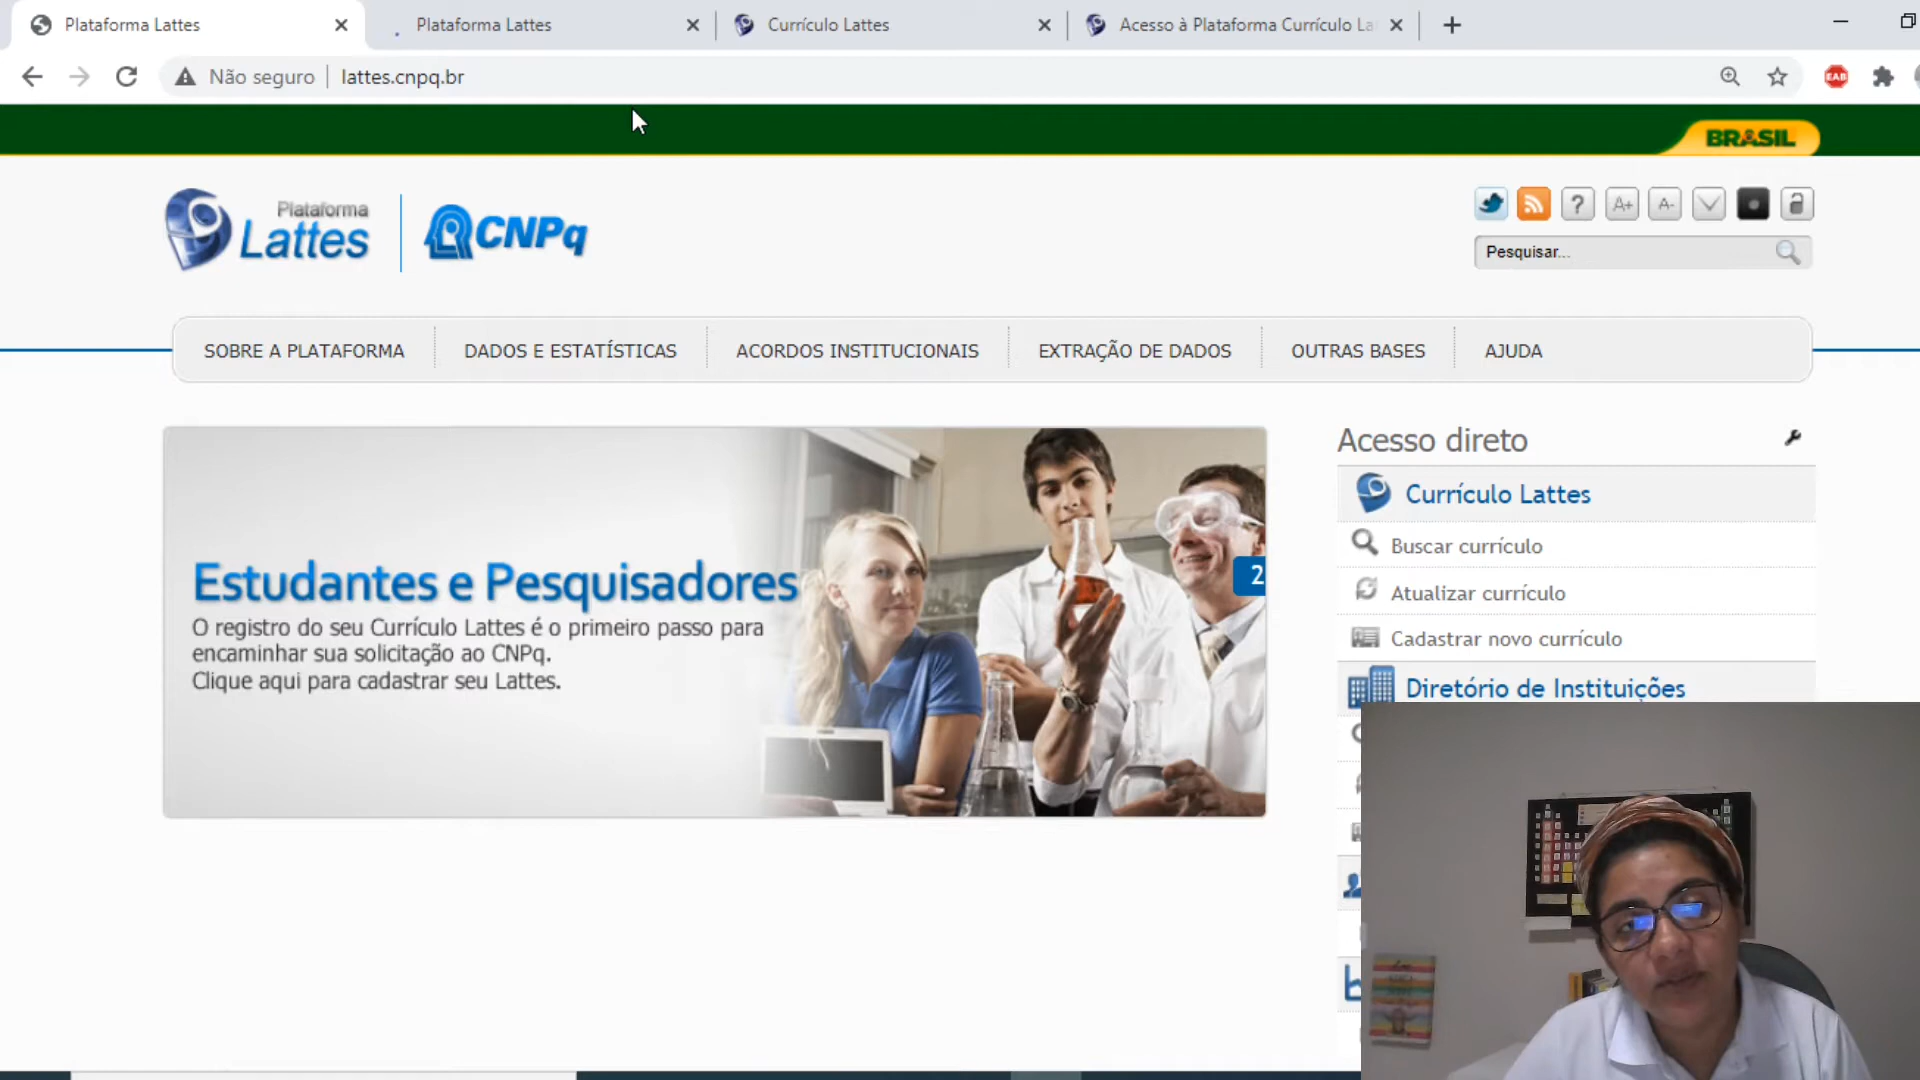 Plataforma Lattes
Plataforma Lattes
Currículo Lattes
Acesso à Plataforma Currículo La
Não seguro
lattes.cnpq.br
EAB
BRASIL
Plataforma
Lattes
CNPq
?
A+
A-
Pesquisar...
SOBRE A PLATAFORMA
DADOS E ESTATÍSTICAS
ACORDOS INSTITUCIONAIS
EXTRAÇÃO DE DADOS
OUTRAS BASES
AJUDA
Estudantes e Pesquisadores
O registro do seu Currículo Lattes é o primeiro passo para
encaminhar sua solicitação ao CNPq.
Clique aqui para cadastrar seu Lattes.
2
Acesso direto
Currículo Lattes
Buscar currículo
Atualizar currículo
Cadastrar novo currículo
Diretório de Instituições